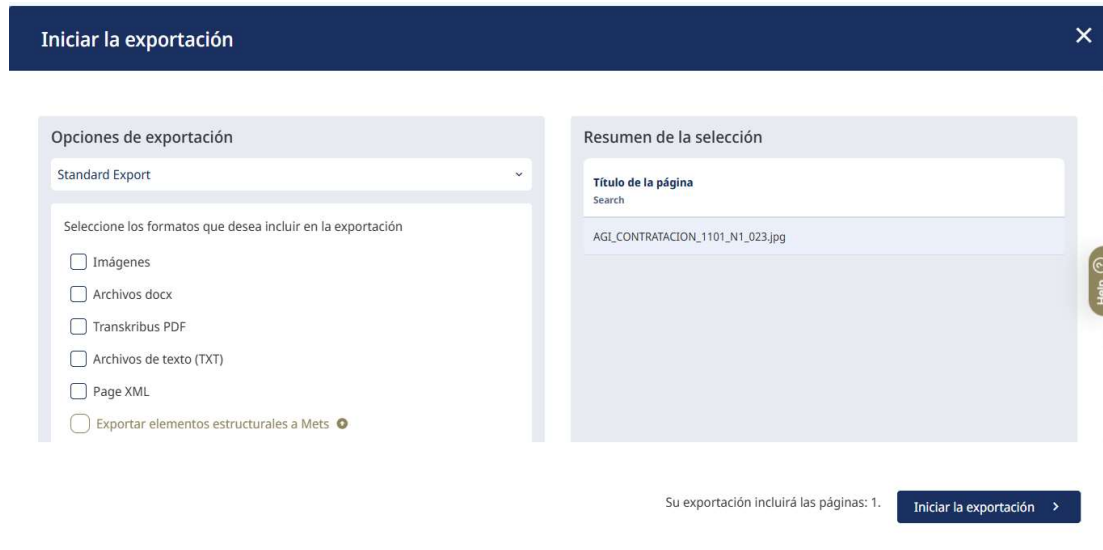 Iniciar la exportación
Opciones de exportación
Standard Export
Seleccione los formatos que desea incluir en la exportación
Imágenes
Archivos docx
Transkribus PDF
Archivos de texto (TXT)
Page XML
Exportar elementos estructurales a Mets
Resumen de la selección
Título de la página
Search
AGI_CONTRATACION_1101_N1_023.jpg
Help
Su exportación incluirá las páginas: 1.
Iniciar la exportación